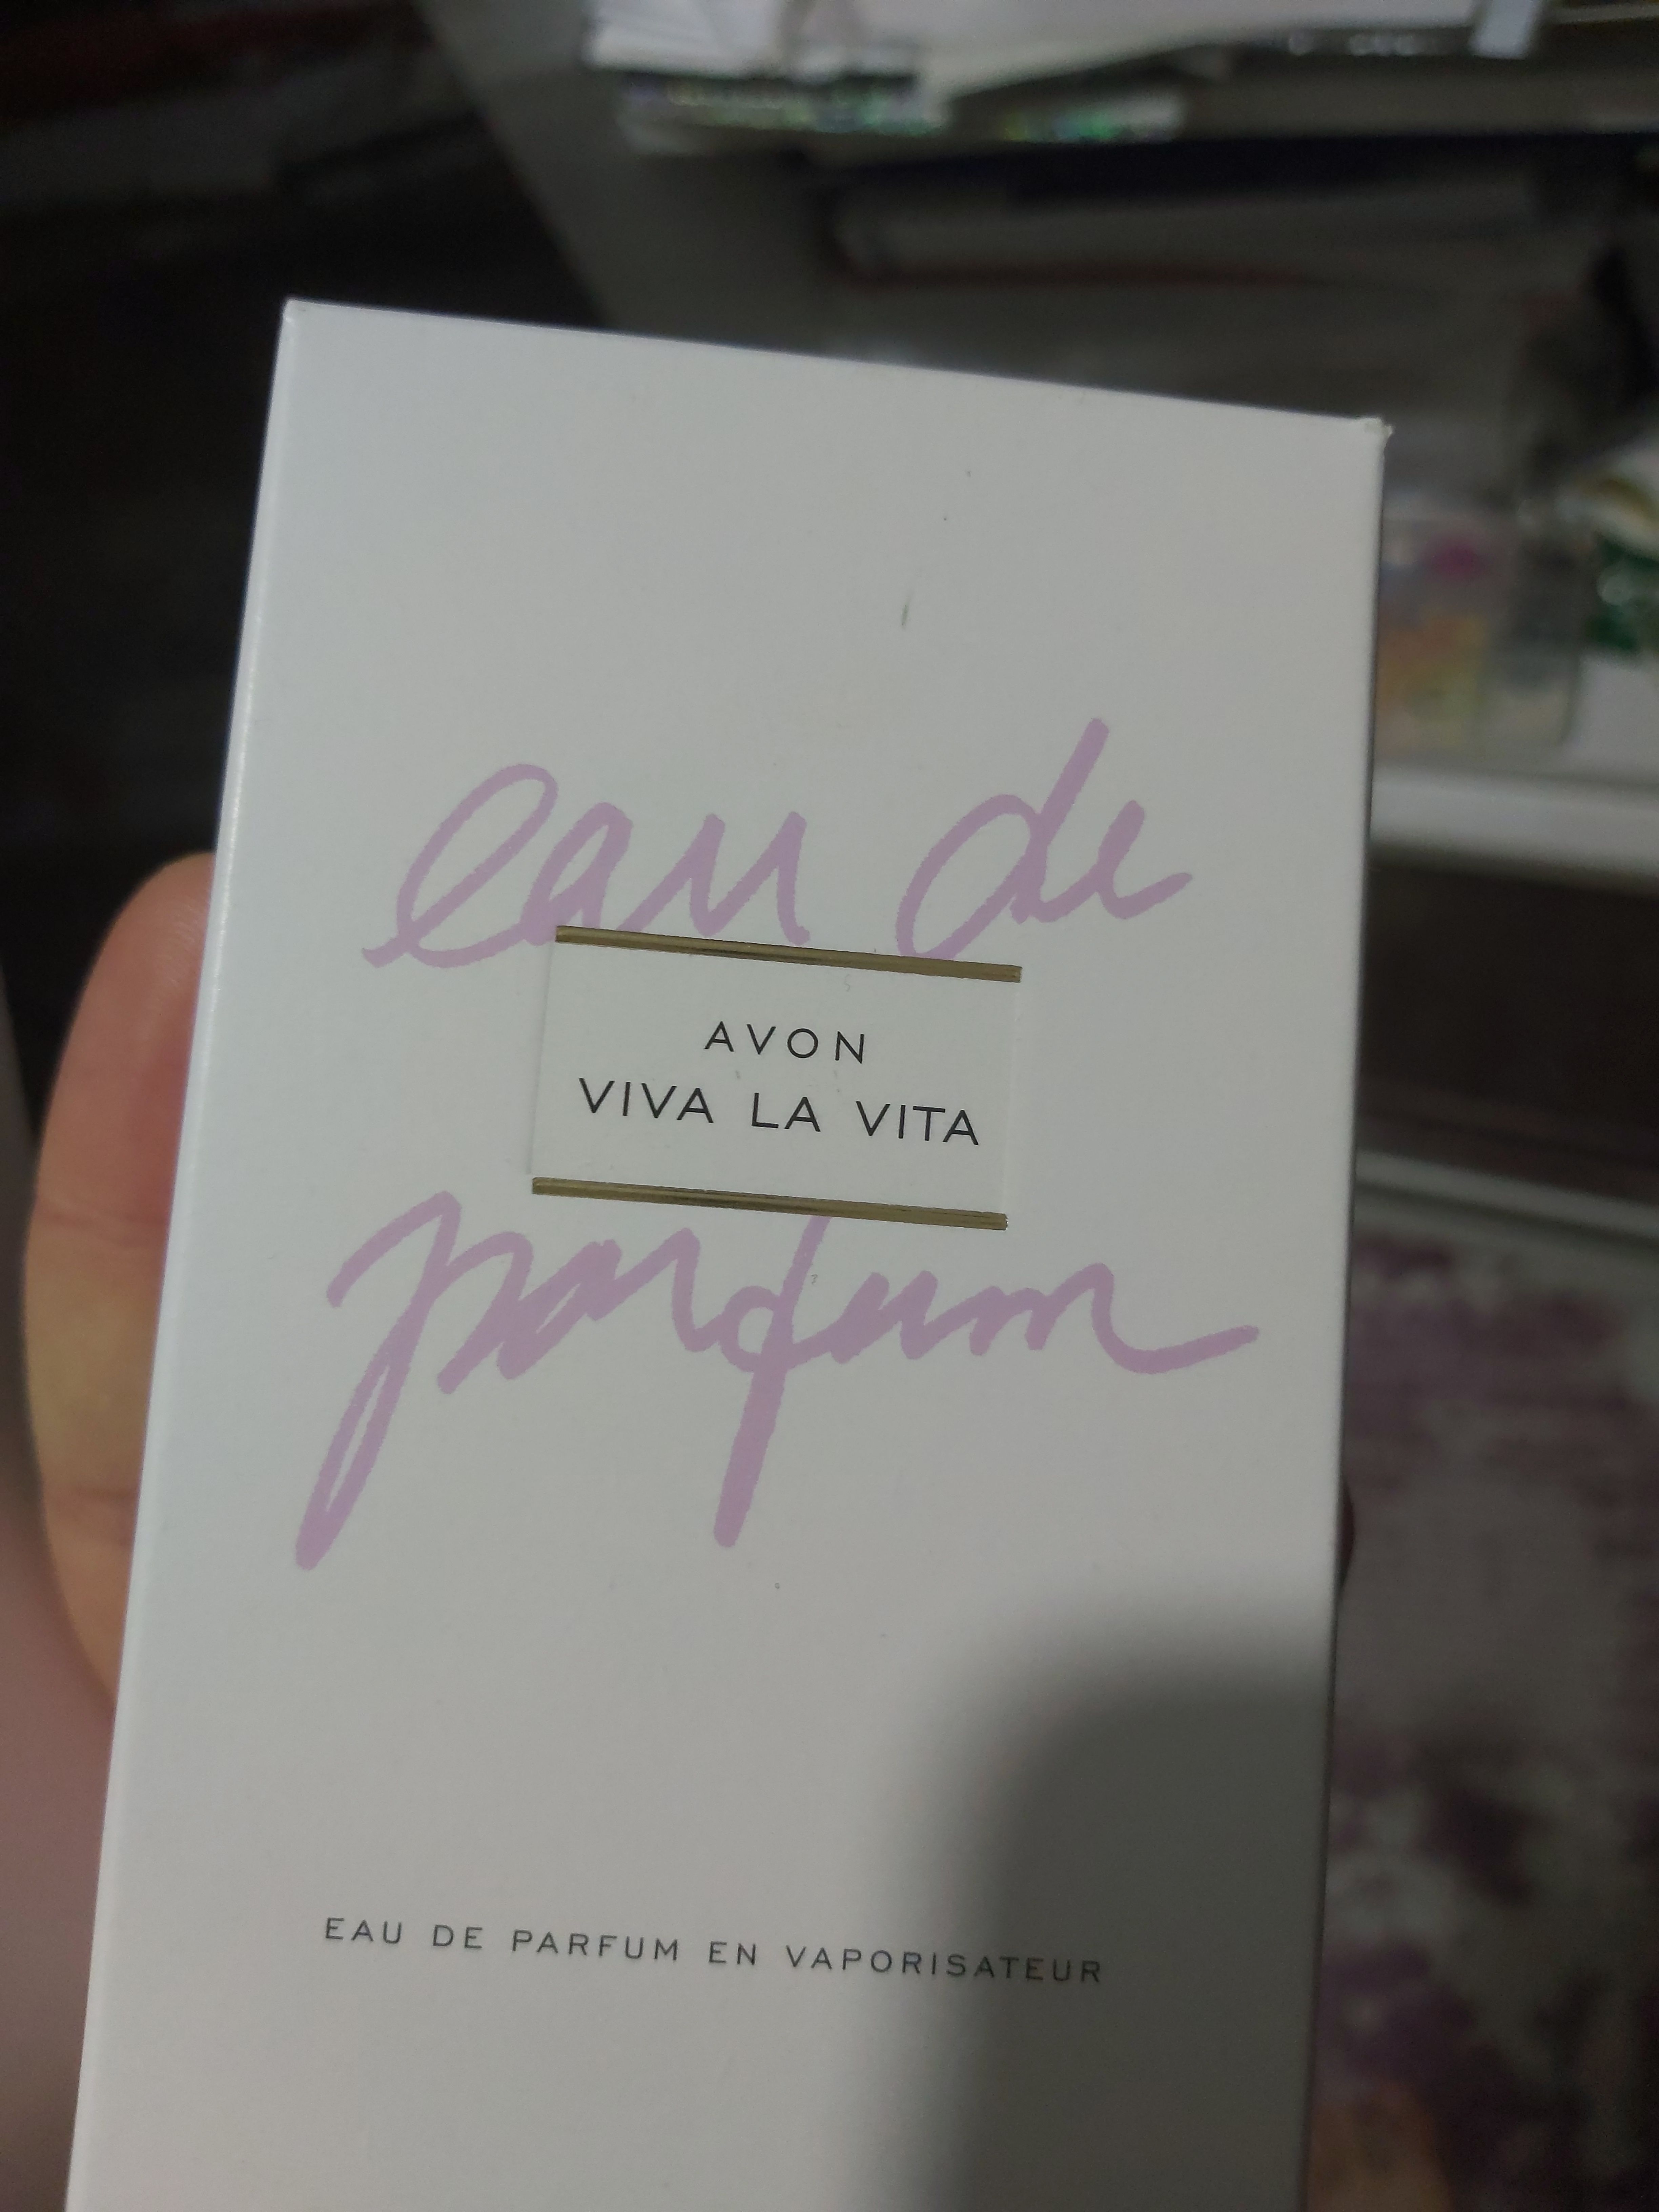 eau de
AVON
VIVA LA VITA
parfum
EAU DE PARFUM EN VAPORISATEUR